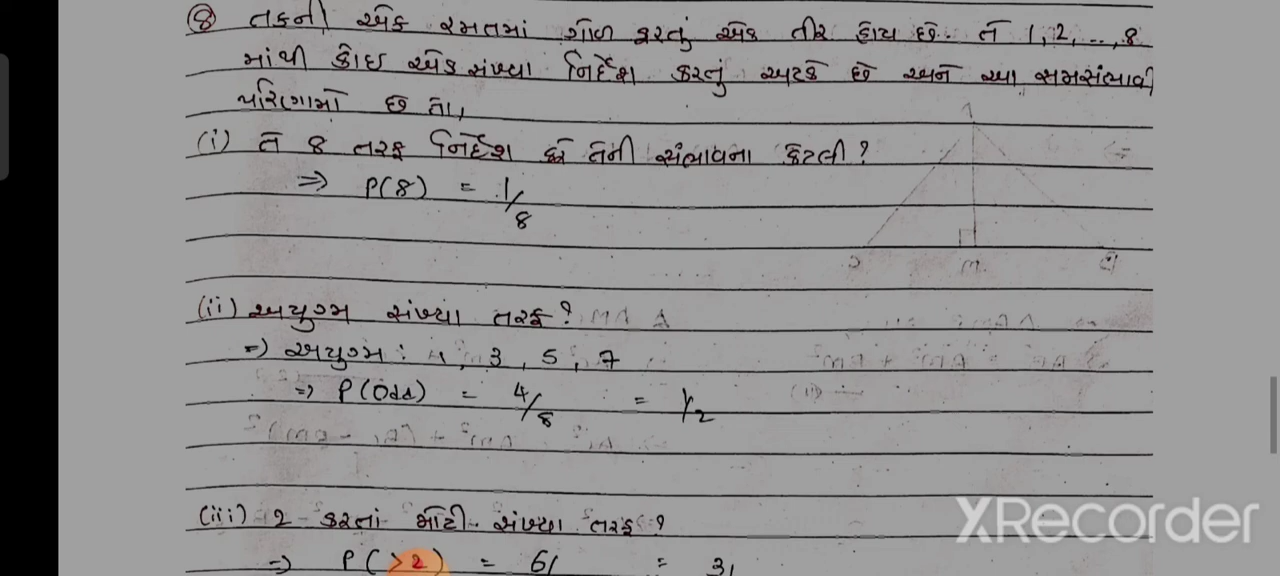 ⑧ તકની એક રમતમાં ગોળ ફરતું એક તીર હોય છે. તે 1, 2, ..., 8
માંથી કોઇ એક સંખ્યા નિર્દેશ કરતું અટકે છે અને આ સમસંભાવી
પરિણામો છે તો,
(i) તે 8 તરફ નિર્દેશ કરે તેની સંભાવના કેટલી?
⇒ P(8) = 1/8
(ii) અયુગ્મ સંખ્યા તરફ?
⇒ અયુગ્મ : 1, 3, 5, 7
⇒ P(Odd) = 4/8 = 1/2
(iii) 2 કરતાં મોટી સંખ્યા તરફ?
⇒ P(>2) = 6/ = 3/
XRecorder